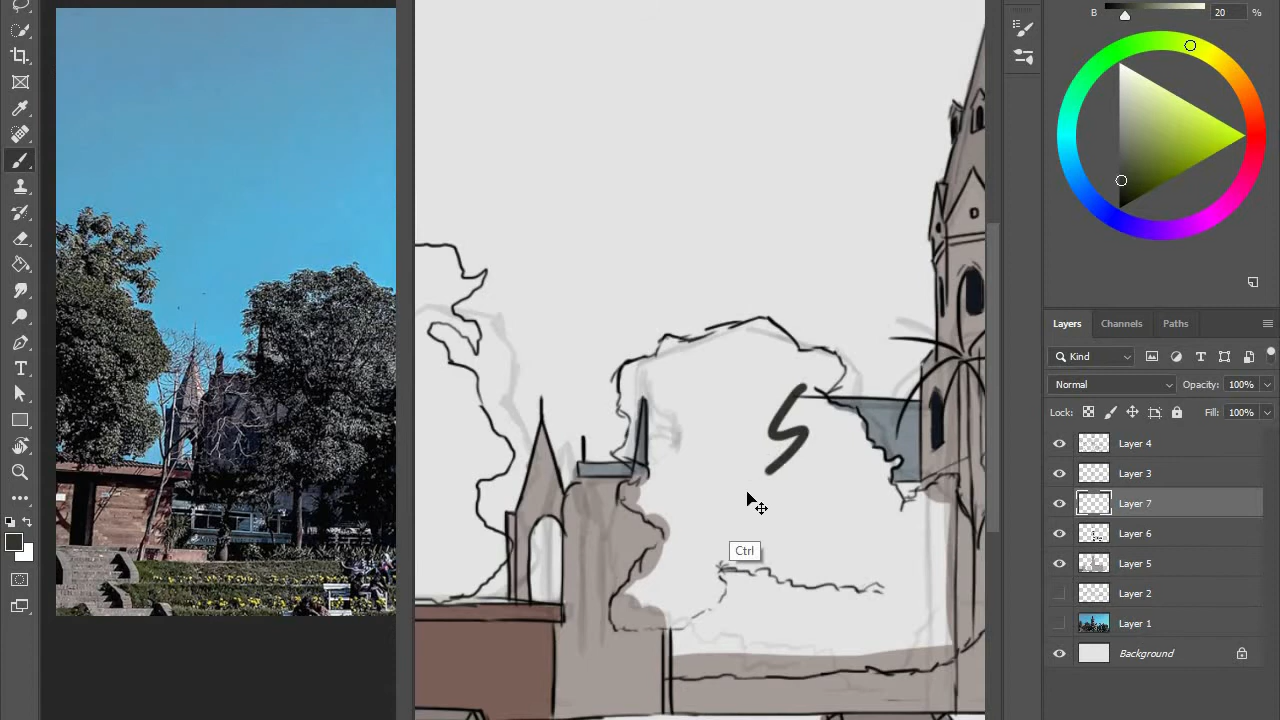 B 20 %
Layers Channels Paths
Kind
Normal Opacity: 100%
Lock: Fill: 100%
Layer 4
Layer 3
Layer 7
Layer 6
Layer 5
Layer 2
Layer 1
Background
Ctrl